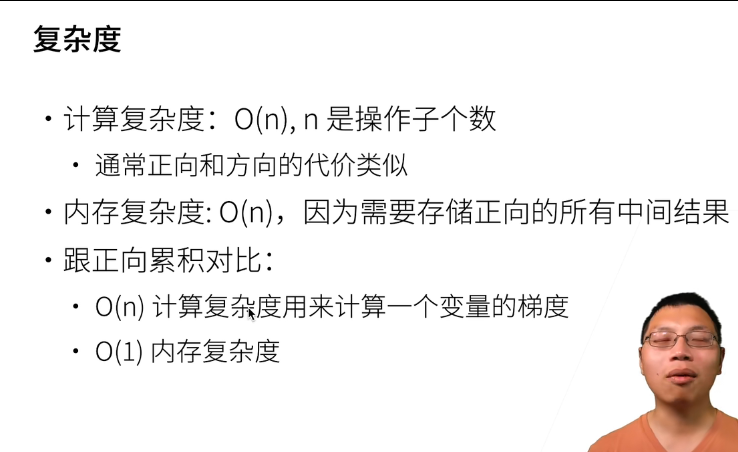 复杂度
• 计算复杂度：O(n), n 是操作子个数
• 通常正向和方向的代价类似
• 内存复杂度: O(n)，因为需要存储正向的所有中间结果
• 跟正向累积对比：
• O(n) 计算复杂度用来计算一个变量的梯度
• O(1) 内存复杂度